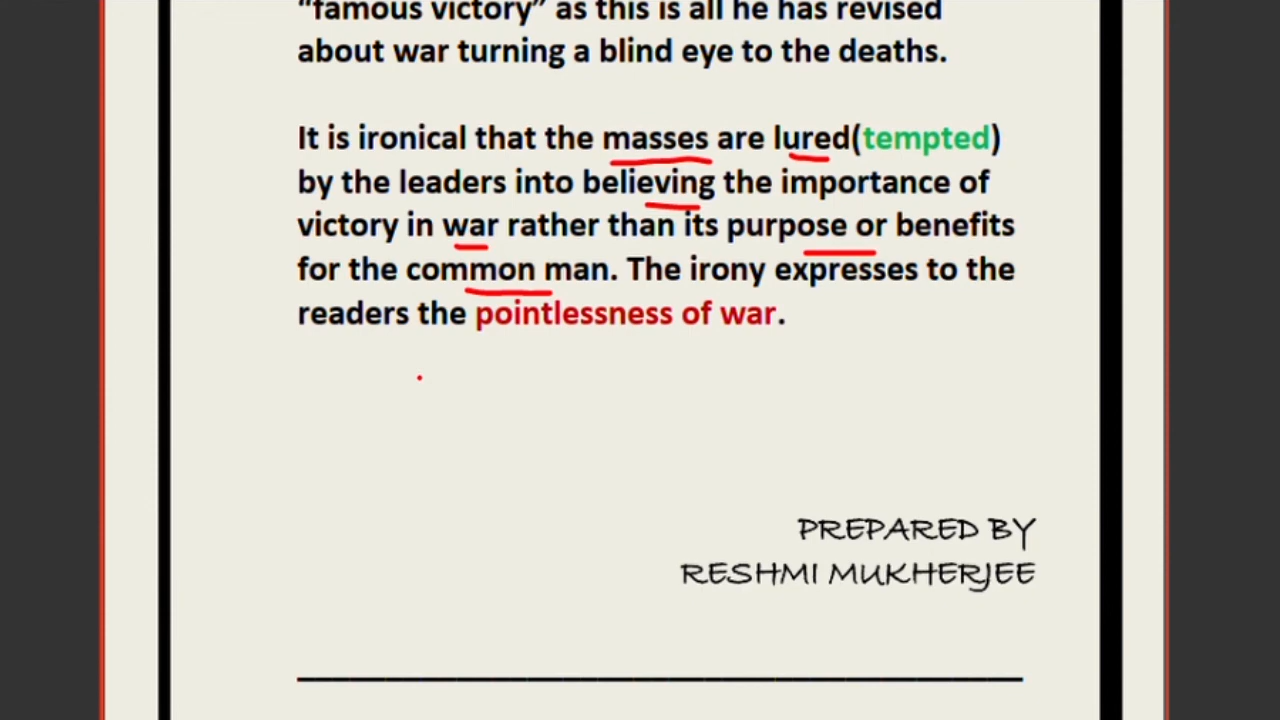 “famous victory” as this is all he has revised
about war turning a blind eye to the deaths.
It is ironical that the masses are lured(tempted)
by the leaders into believing the importance of
victory in war rather than its purpose or benefits
for the common man. The irony expresses to the
readers the pointlessness of war.
PREPARED BY
RESHMI MUKHERJEE